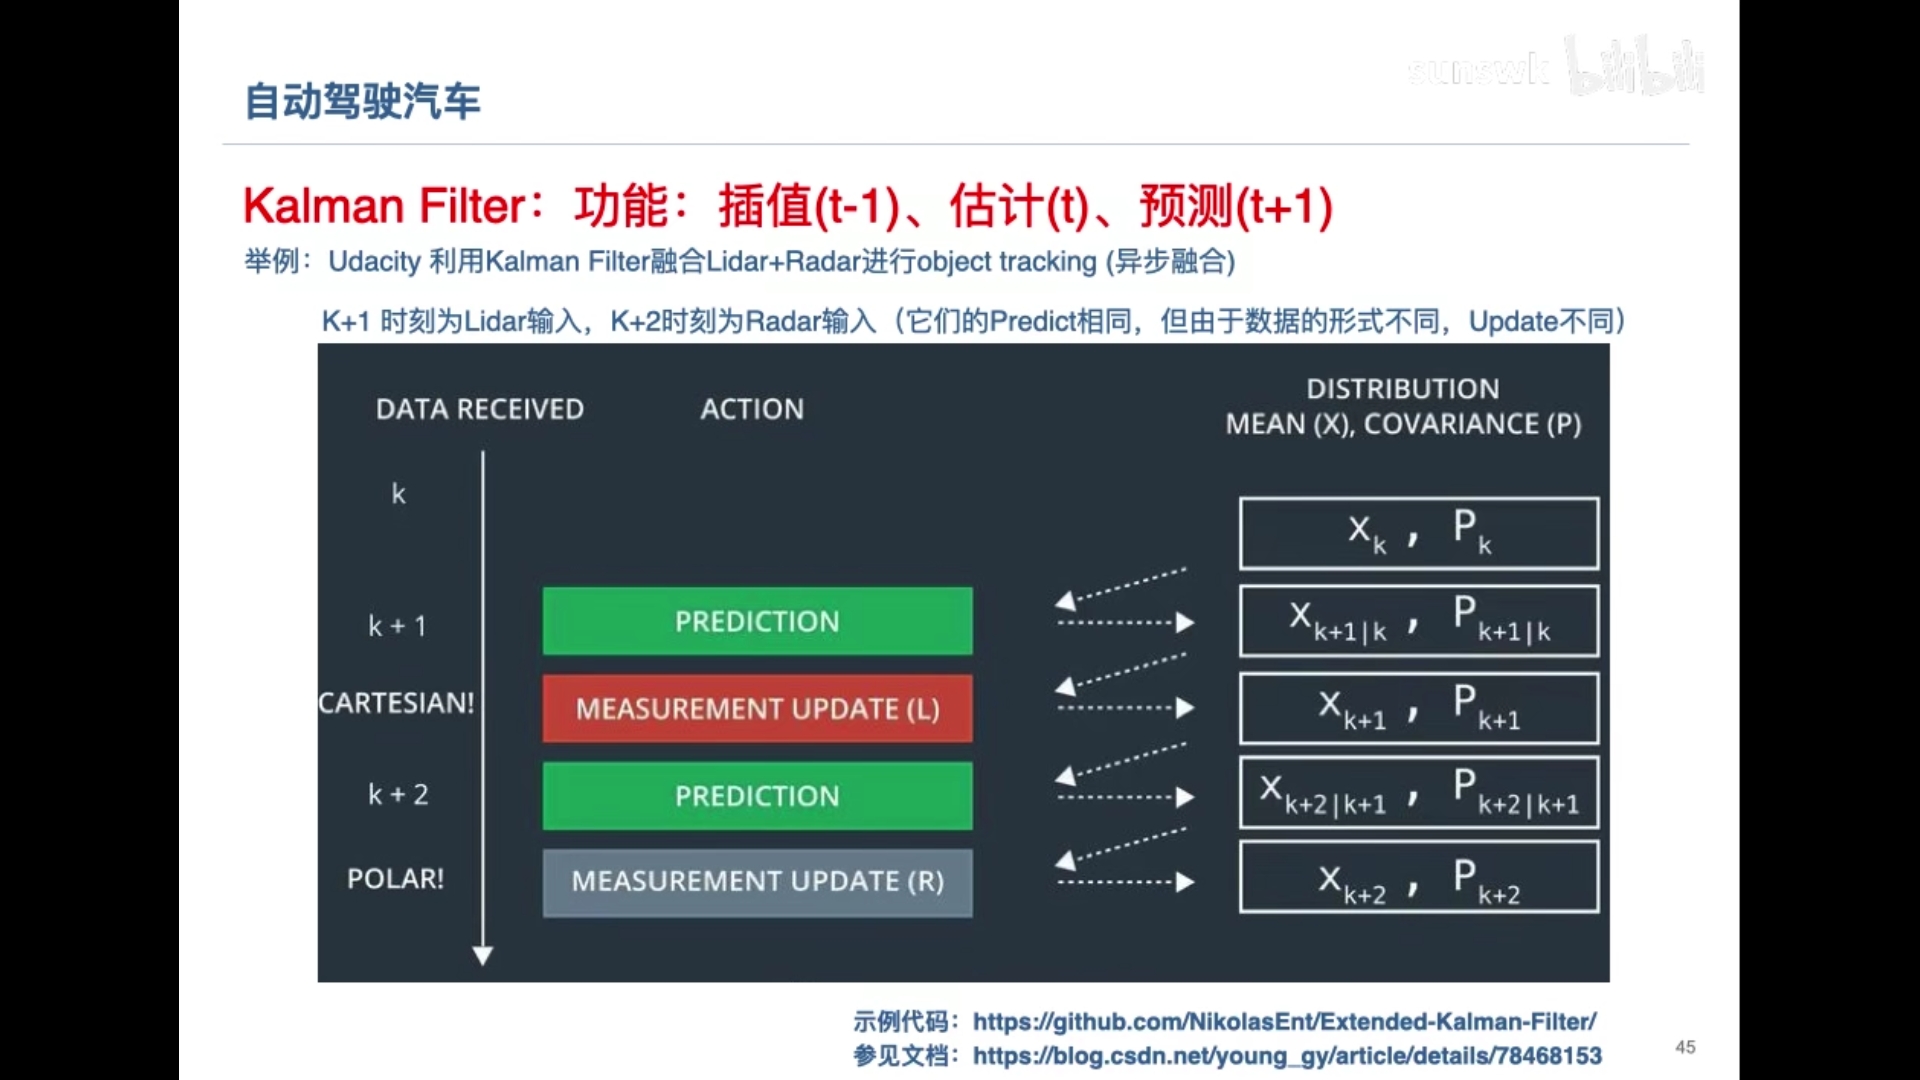 sunswk bilibili
自动驾驶汽车
Kalman Filter：功能：插值(t-1)、估计(t)、预测(t+1)
举例：Udacity 利用Kalman Filter融合Lidar+Radar进行object tracking (异步融合)
K+1 时刻为Lidar输入，K+2时刻为Radar输入（它们的Predict相同，但由于数据的形式不同，Update不同）
DATA RECEIVED
ACTION
DISTRIBUTION
MEAN (X), COVARIANCE (P)
k
x_k , P_k
k + 1
PREDICTION
x_k+1|k , P_k+1|k
CARTESIAN!
MEASUREMENT UPDATE (L)
x_k+1 , P_k+1
k + 2
PREDICTION
x_k+2|k+1 , P_k+2|k+1
POLAR!
MEASUREMENT UPDATE (R)
x_k+2 , P_k+2
示例代码：https://github.com/NikolasEnt/Extended-Kalman-Filter/
参见文档：https://blog.csdn.net/young_gy/article/details/78468153
45